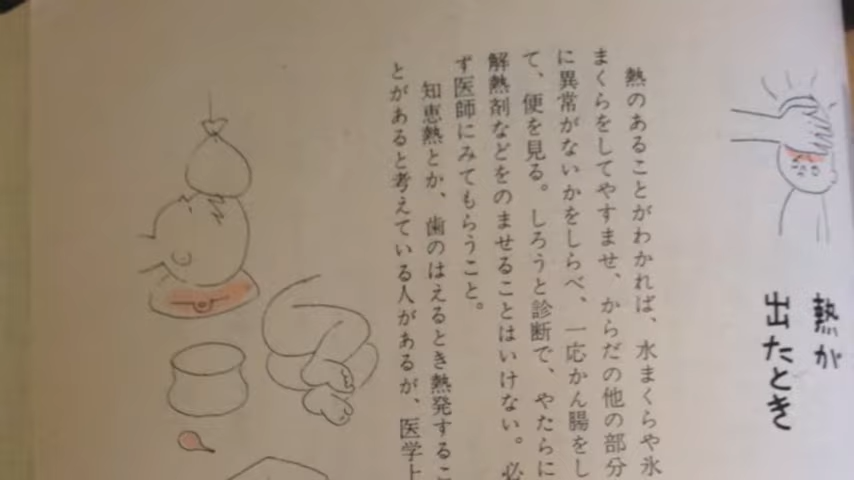 熱が
出たとき
熱のあることがわかれば、水まくらや氷
まくらをしてやすませ、からだの他の部分
に異常がないかをしらべ、一応かん腸をし
て、便を見る。しろうと診断で、やたらに
解熱剤などをのませることはいけない。必
ず医師にみてもらうこと。
知恵熱とか、歯のはえるとき熱発するこ
とがあると考えている人があるが、医学上